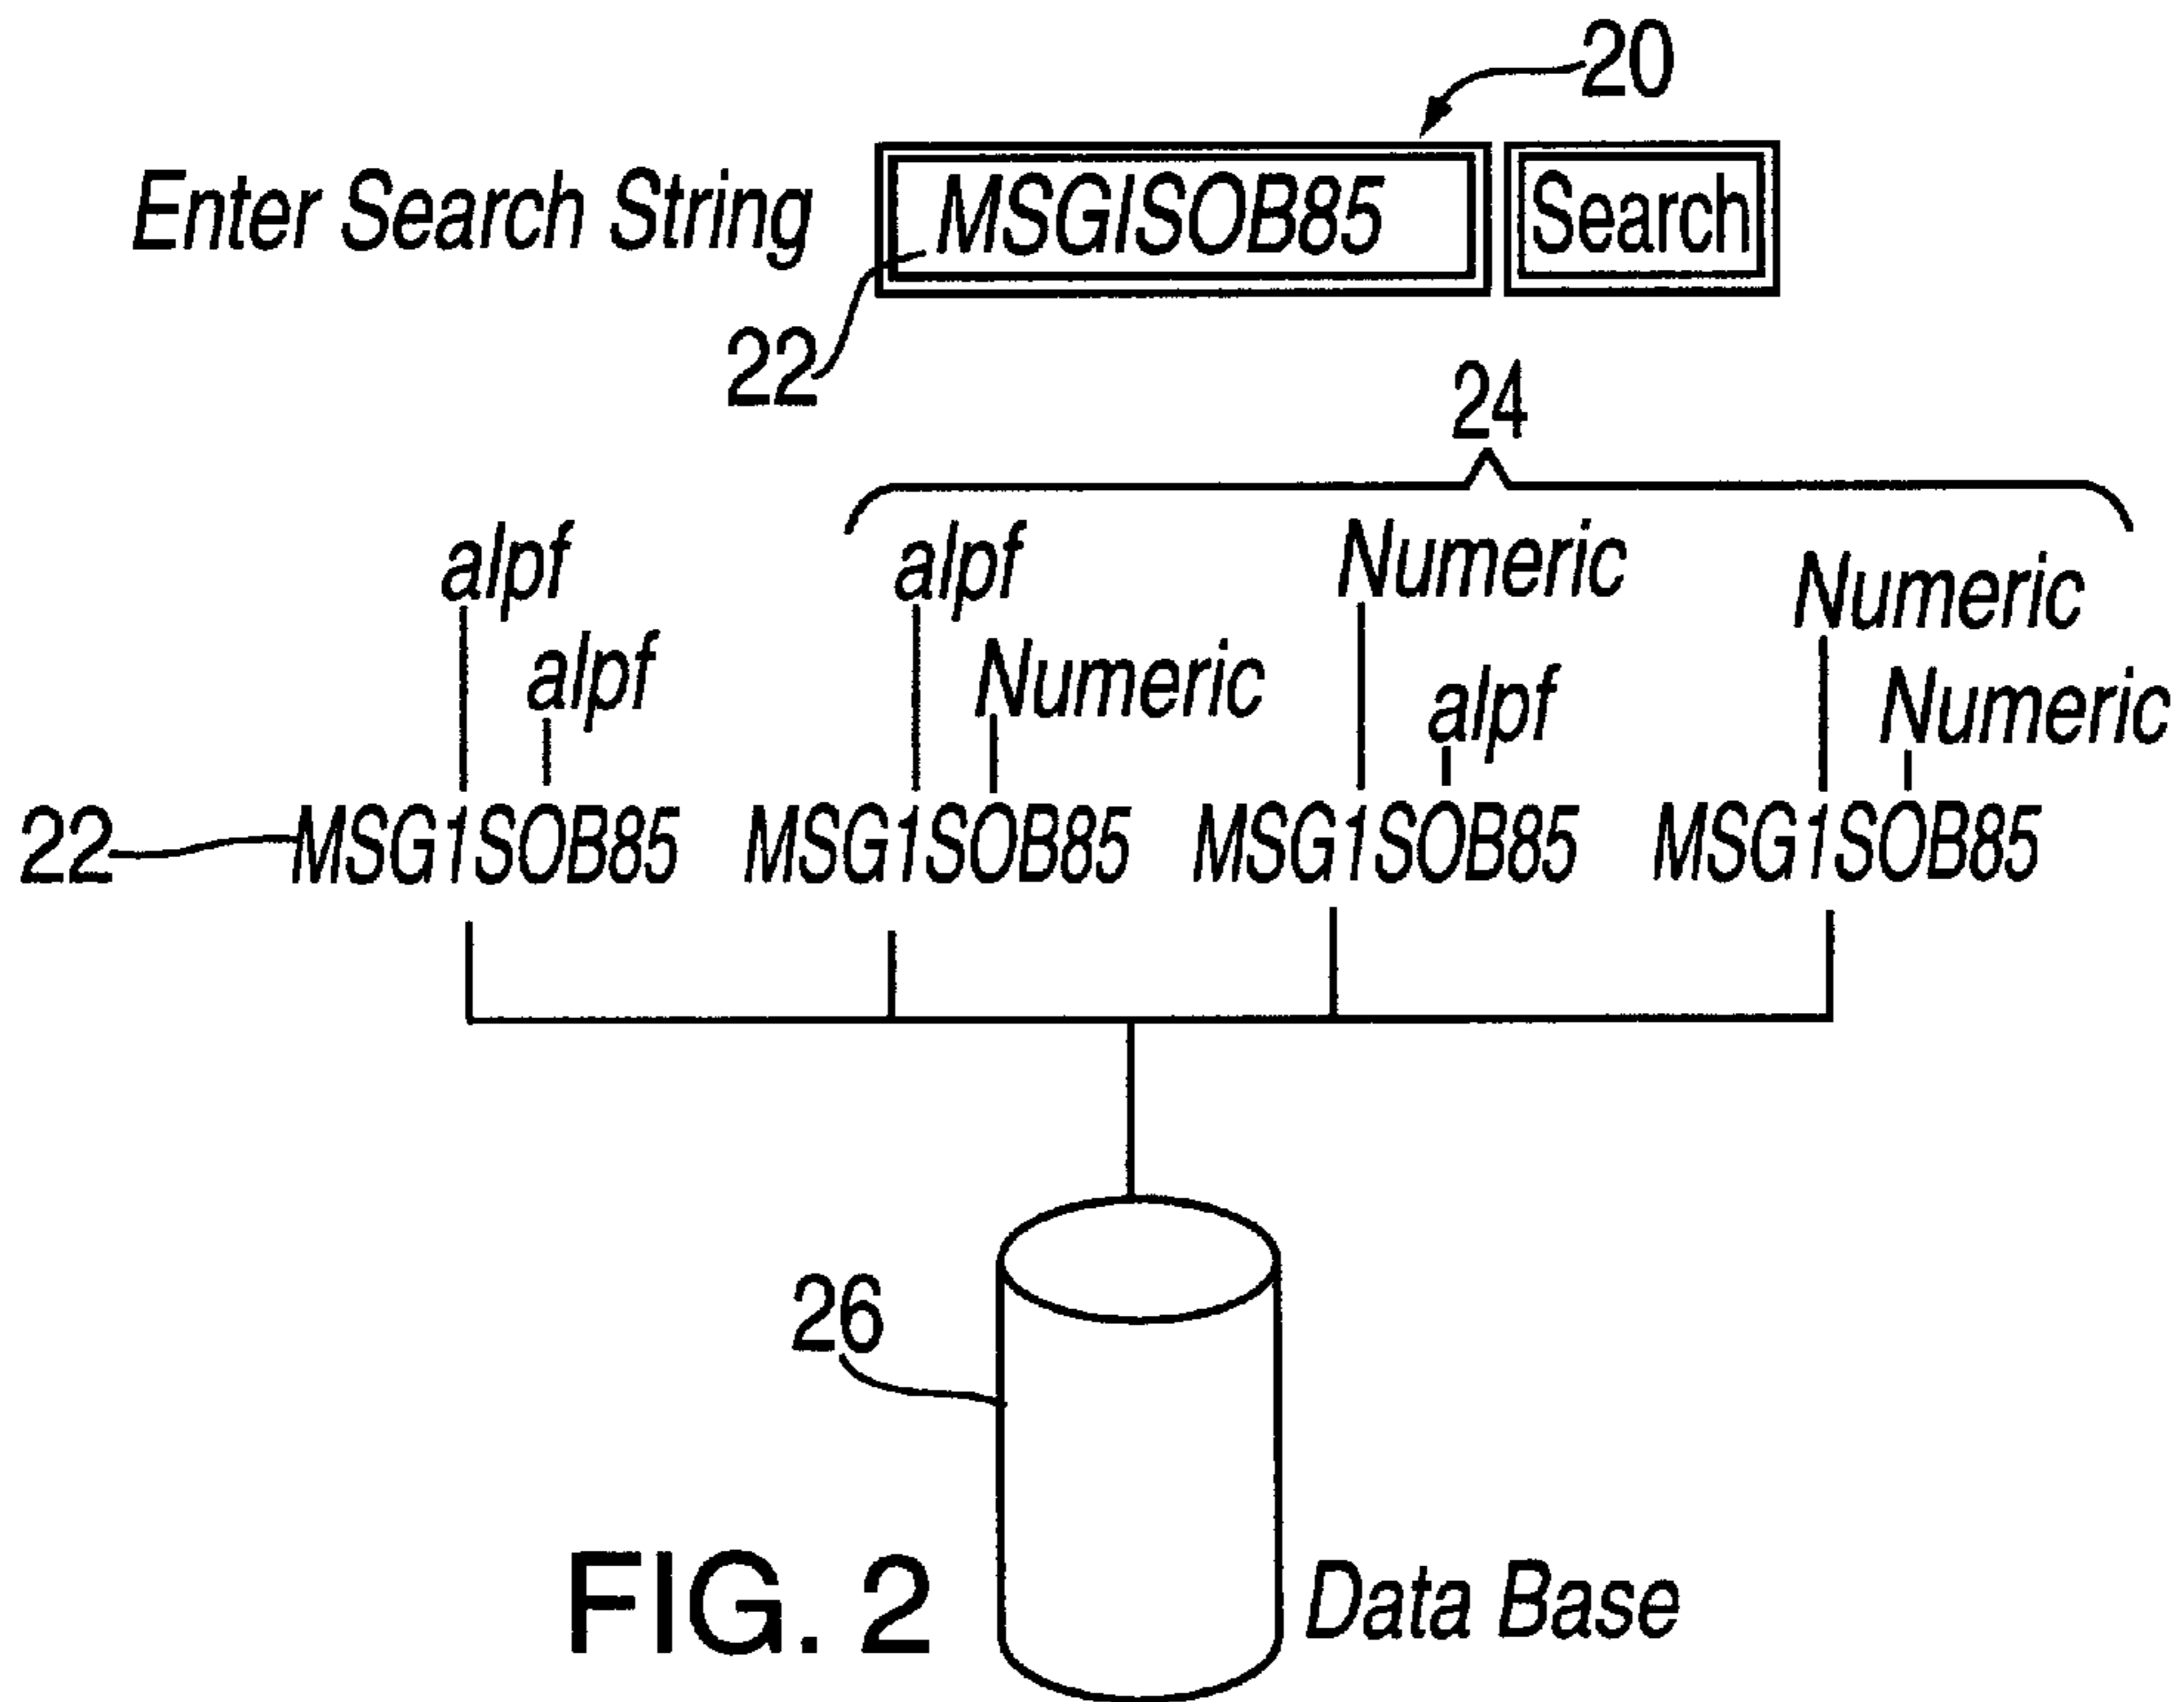 20
Enter Search String MSGISOB85 Search
22
24
alpf alpf Numeric Numeric
alpf Numeric alpf Numeric
22 MSG1SOB85 MSG1SOB85 MSG1SOB85 MSG1SOB85
26
FIG. 2 Data Base